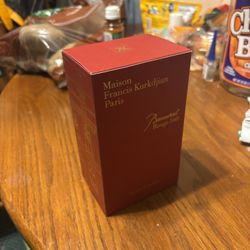 Maison
Francis Kurkdjian
Paris
Baccarat
Rouge 540